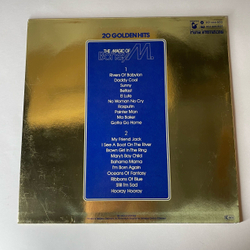 20 GOLDEN HITS
THE MAGIC OF
BONEY M.
1
Rivers Of Babylon
Daddy Cool
Sunny
Belfast
El Lute
No Woman No Cry
Rasputin
Painter Man
Ma Baker
Gotta Go Home
2
My Friend Jack
I See A Boat On The River
Brown Girl In The Ring
Mary's Boy Child
Bahama Mama
I'm Born Again
Oceans Of Fantasy
Ribbons Of Blue
Still I'm Sad
Hooray Hooray